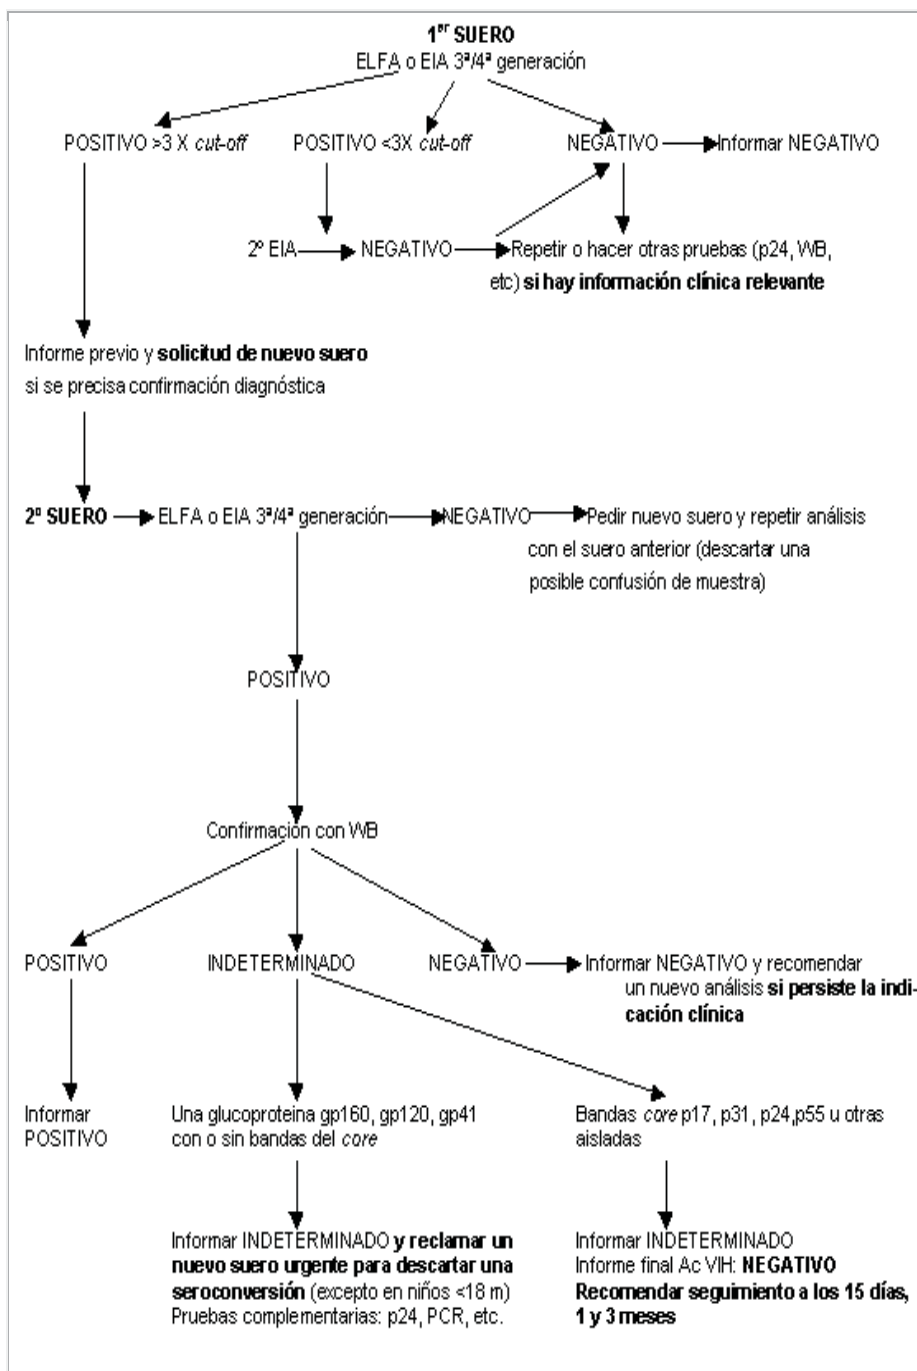 1er SUERO
ELFA o EIA 3ª/4ª generación
POSITIVO >3 X cut-off
POSITIVO <3X cut-off
NEGATIVO
Informar NEGATIVO
2º EIA
NEGATIVO
Repetir o hacer otras pruebas (p24, WB,
etc) si hay información clínica relevante
Informe previo y solicitud de nuevo suero
si se precisa confirmación diagnóstica
2º SUERO
ELFA o EIA 3ª/4ª generación
NEGATIVO
Pedir nuevo suero y repetir análisis
con el suero anterior (descartar una
posible confusión de muestra)
POSITIVO
Confirmación con WB
POSITIVO
INDETERMINADO
NEGATIVO
Informar NEGATIVO y recomendar
un nuevo análisis si persiste la indi-
cación clínica
Informar
POSITIVO
Una glucoproteina gp160, gp120, gp41
con o sin bandas del core
Bandas core p17, p31, p24,p55 u otras
aisladas
Informar INDETERMINADO y reclamar un
nuevo suero urgente para descartar una
seroconversión (excepto en niños <18 m)
Pruebas complementarias: p24, PCR, etc.
Informar INDETERMINADO
Informe final Ac VIH: NEGATIVO
Recomendar seguimiento a los 15 días,
1 y 3 meses